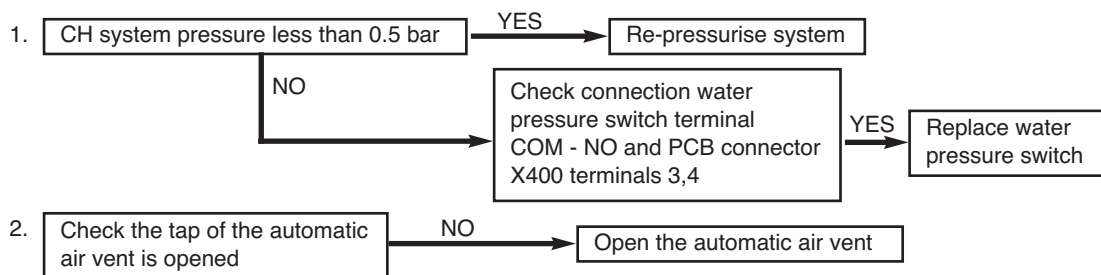 1. CH system pressure less than 0.5 bar
YES
Re-pressurise system
NO
Check connection water
pressure switch terminal
COM - NO and PCB connector
X400 terminals 3,4
YES
Replace water
pressure switch
2. Check the tap of the automatic
air vent is opened
NO
Open the automatic air vent